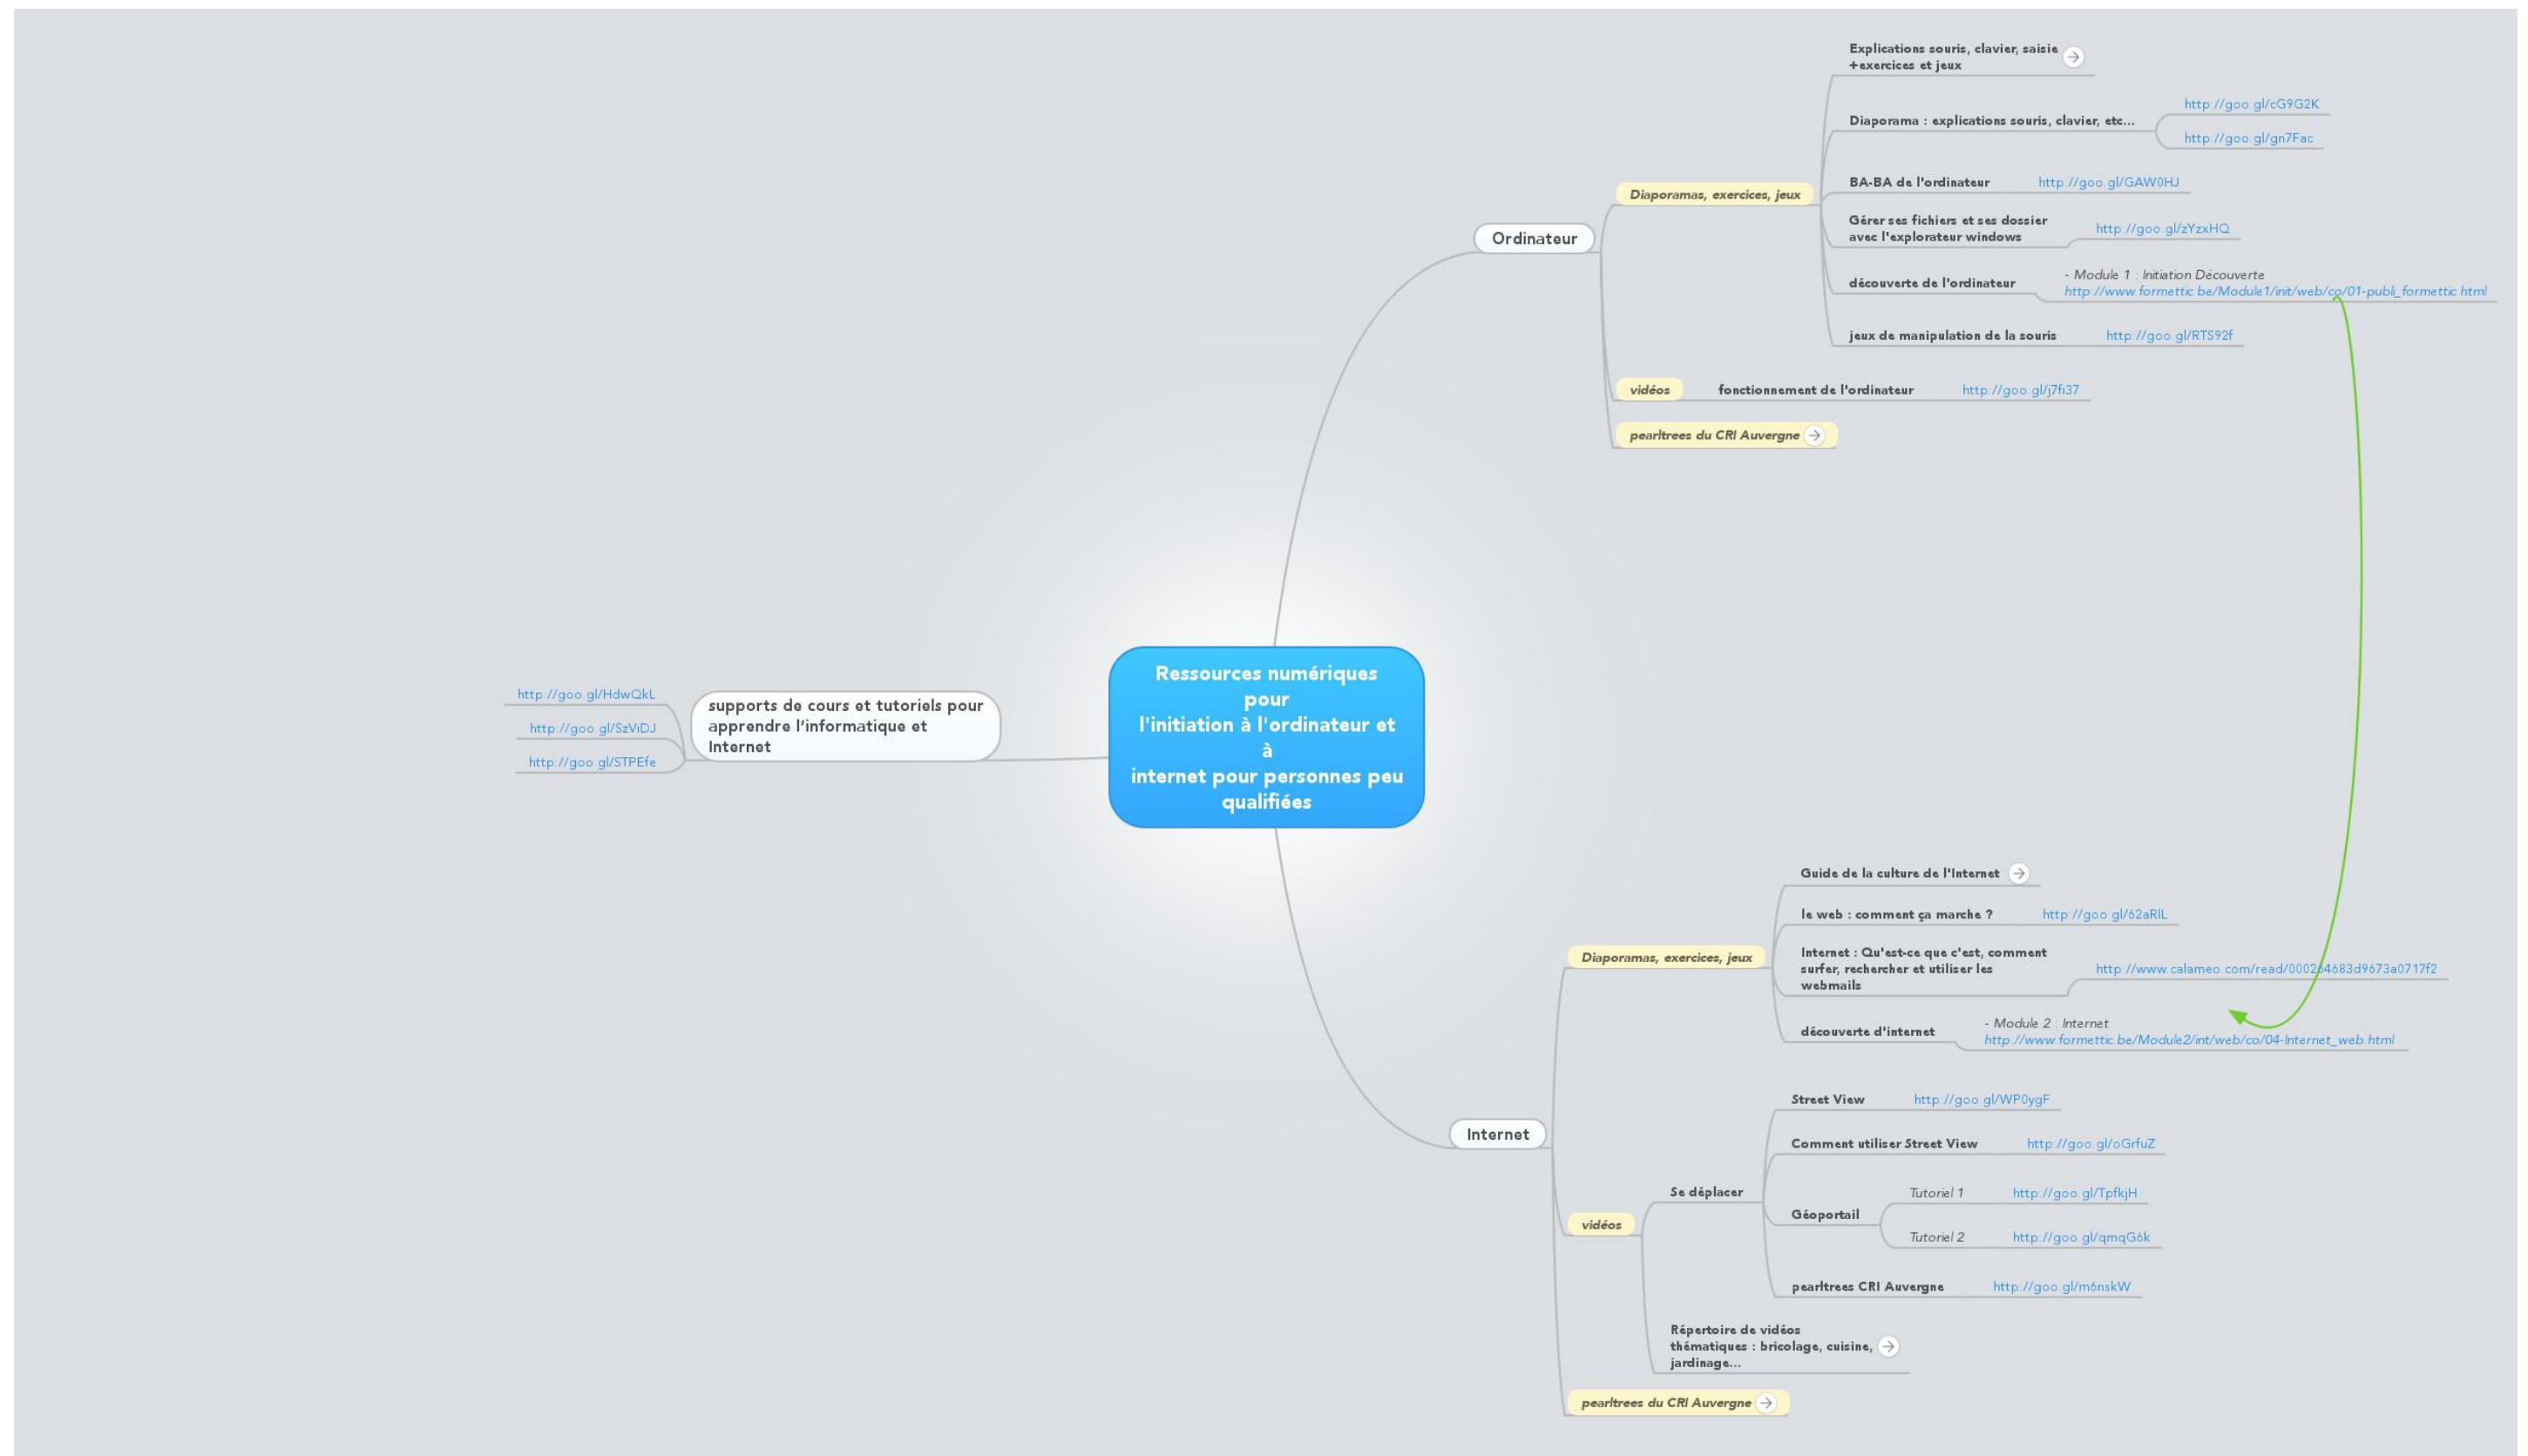 Ressources numériques
pour
l'initiation à l'ordinateur et
à
internet pour personnes peu
qualifiées
Ordinateur
Diaporamas, exercices, jeux
Explications souris, clavier, saisie
+exercices et jeux
Diaporama : explications souris, clavier, etc...
http://goo.gl/cG9G2K
http://goo.gl/gn7Fac
BA-BA de l'ordinateur
http://goo.gl/GAW0HJ
Gérer ses fichiers et ses dossier
avec l'explorateur windows
http://goo.gl/zYzxHQ
découverte de l'ordinateur
- Module 1 : Initiation Découverte
http://www.formettic.be/Module1/init/web/co/01-publi_formettic.html
jeux de manipulation de la souris
http://goo.gl/RTS92f
vidéos
fonctionnement de l'ordinateur
http://goo.gl/j7fi37
pearltrees du CRI Auvergne
Internet
Diaporamas, exercices, jeux
Guide de la culture de l'Internet
le web : comment ça marche ?
http://goo.gl/62aRlL
Internet : Qu'est-ce que c'est, comment
surfer, rechercher et utiliser les
webmails
http://www.calameo.com/read/000264683d9673a0717f2
découverte d'internet
- Module 2 : Internet
http://www.formettic.be/Module2/int/web/co/04-Internet_web.html
vidéos
Se déplacer
Street View
http://goo.gl/WP0ygF
Comment utiliser Street View
http://goo.gl/oGrfuZ
Géoportail
Tutoriel 1
http://goo.gl/TpfkjH
Tutoriel 2
http://goo.gl/qmqG6k
pearltrees CRI Auvergne
http://goo.gl/m6nskW
Répertoire de vidéos
thématiques : bricolage, cuisine,
jardinage...
pearltrees du CRI Auvergne
supports de cours et tutoriels pour
apprendre l'informatique et
Internet
http://goo.gl/HdwQkL
http://goo.gl/SzViDJ
http://goo.gl/STPEfe